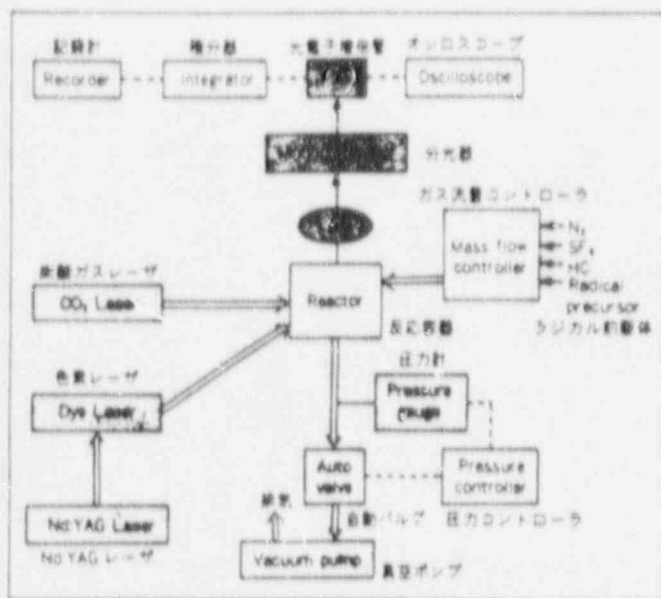 記録計
積分器
光電子増倍管
オシロスコープ
Recorder
Integrator
Oscilloscope
分光器
ガス流量コントローラ
Mass flow
controller
N₂
SF₆
HC
Radical
precursor
ラジカル前駆体
炭酸ガスレーザ
CO₂ Laser
Reactor
反応容器
色素レーザ
Dye Laser
圧力計
Pressure
gauge
Auto
valve
Pressure
controller
自動バルブ
圧力コントローラ
Nd:YAG Laser
Nd:YAGレーザ
排気
Vacuum pump
真空ポンプ